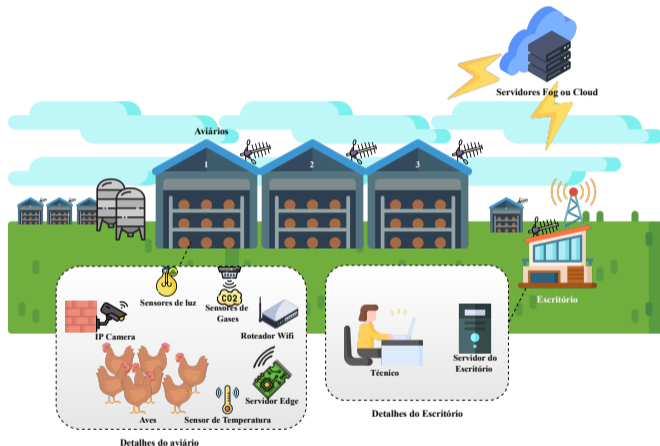 Servidores Fog ou Cloud
Aviários
1
2
3
Escritório
Sensores de luz
CO2
Sensores de
Gases
IP Camera
Roteador Wifi
Servidor Edge
Aves
Sensor de Temperatura
Detalhes do aviário
Técnico
Servidor do
Escritório
Detalhes do Escritório